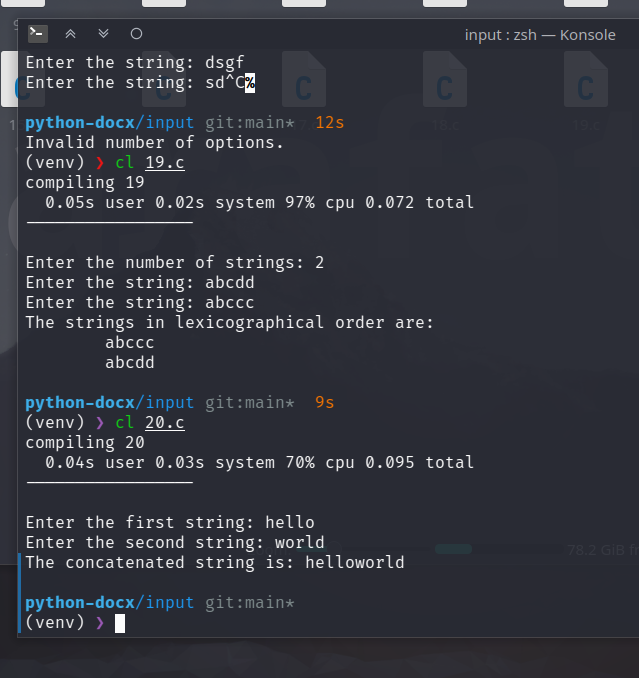 input : zsh — Konsole
Enter the string: dsgf
Enter the string: sd^C%
python-docx/input git:main* 12s
Invalid number of options.
(venv) ❯ cl 19.c
compiling 19
0.05s user 0.02s system 97% cpu 0.072 total
─────────────────
Enter the number of strings: 2
Enter the string: abcdd
Enter the string: abccc
The strings in lexicographical order are:
abccc
abcdd
python-docx/input git:main* 9s
(venv) ❯ cl 20.c
compiling 20
0.04s user 0.03s system 70% cpu 0.095 total
─────────────────
Enter the first string: hello
Enter the second string: world
78.2 GiB
The concatenated string is: helloworld
python-docx/input git:main*
(venv) ❯